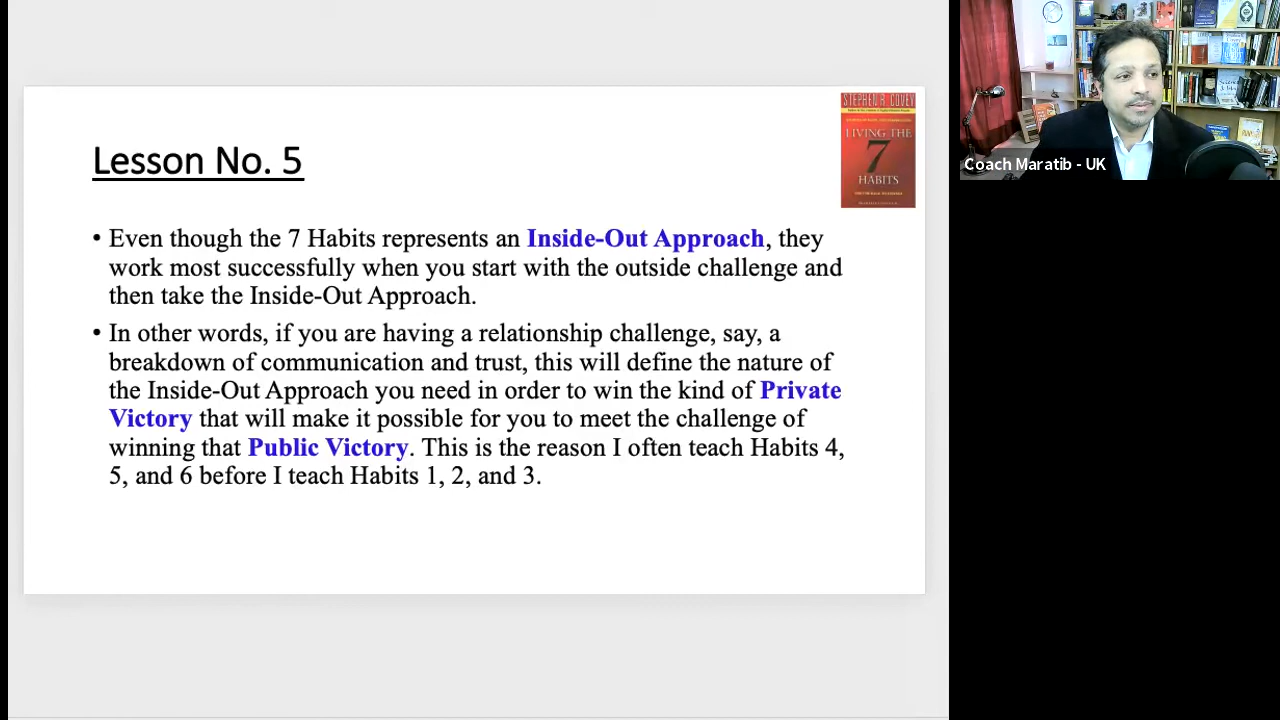 Lesson No. 5
• Even though the 7 Habits represents an Inside-Out Approach, they
work most successfully when you start with the outside challenge and
then take the Inside-Out Approach.
• In other words, if you are having a relationship challenge, say, a
breakdown of communication and trust, this will define the nature of
the Inside-Out Approach you need in order to win the kind of Private
Victory that will make it possible for you to meet the challenge of
winning that Public Victory. This is the reason I often teach Habits 4,
5, and 6 before I teach Habits 1, 2, and 3.
STEPHEN R. COVEY
LIVING THE
7
HABITS
Coach Maratib - UK